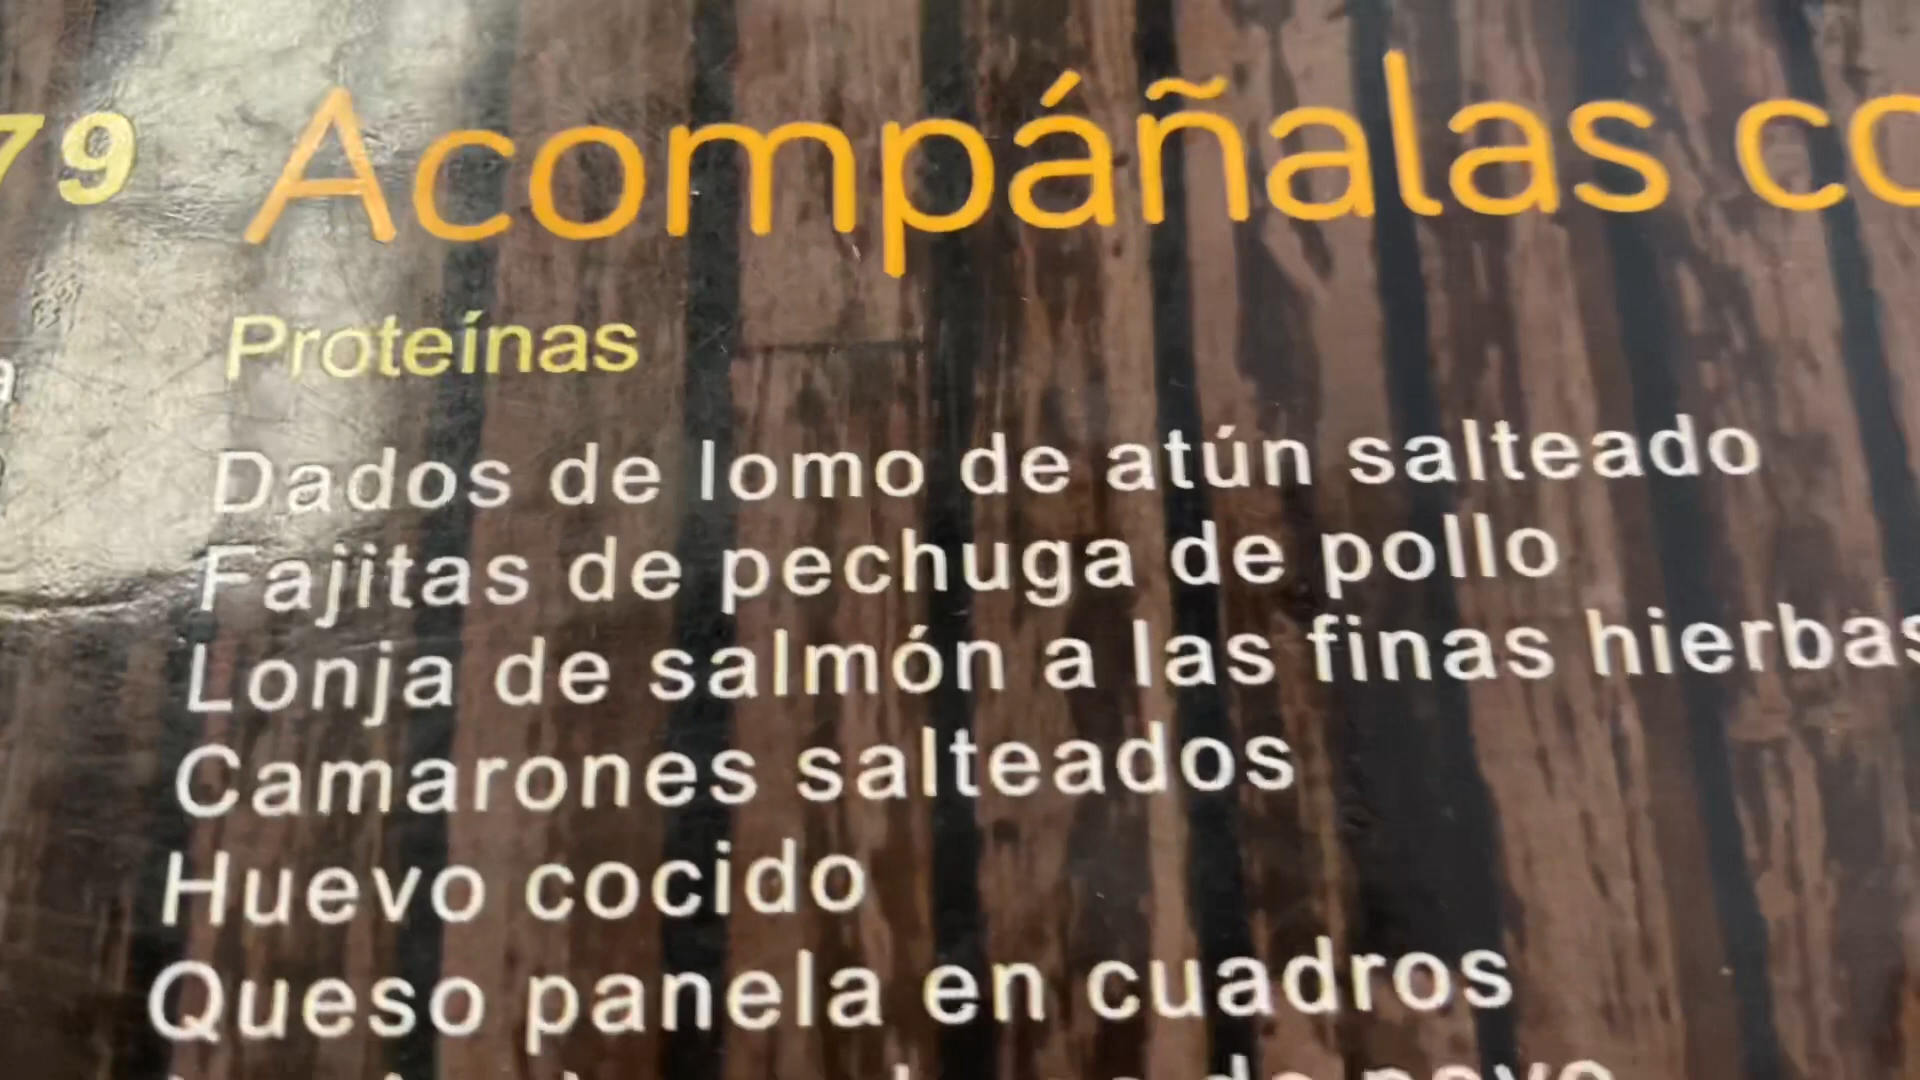 79 Acompáñalas co
Proteínas
Dados de lomo de atún salteado
Fajitas de pechuga de pollo
Lonja de salmón a las finas hierbas
Camarones salteados
Huevo cocido
Queso panela en cuadros